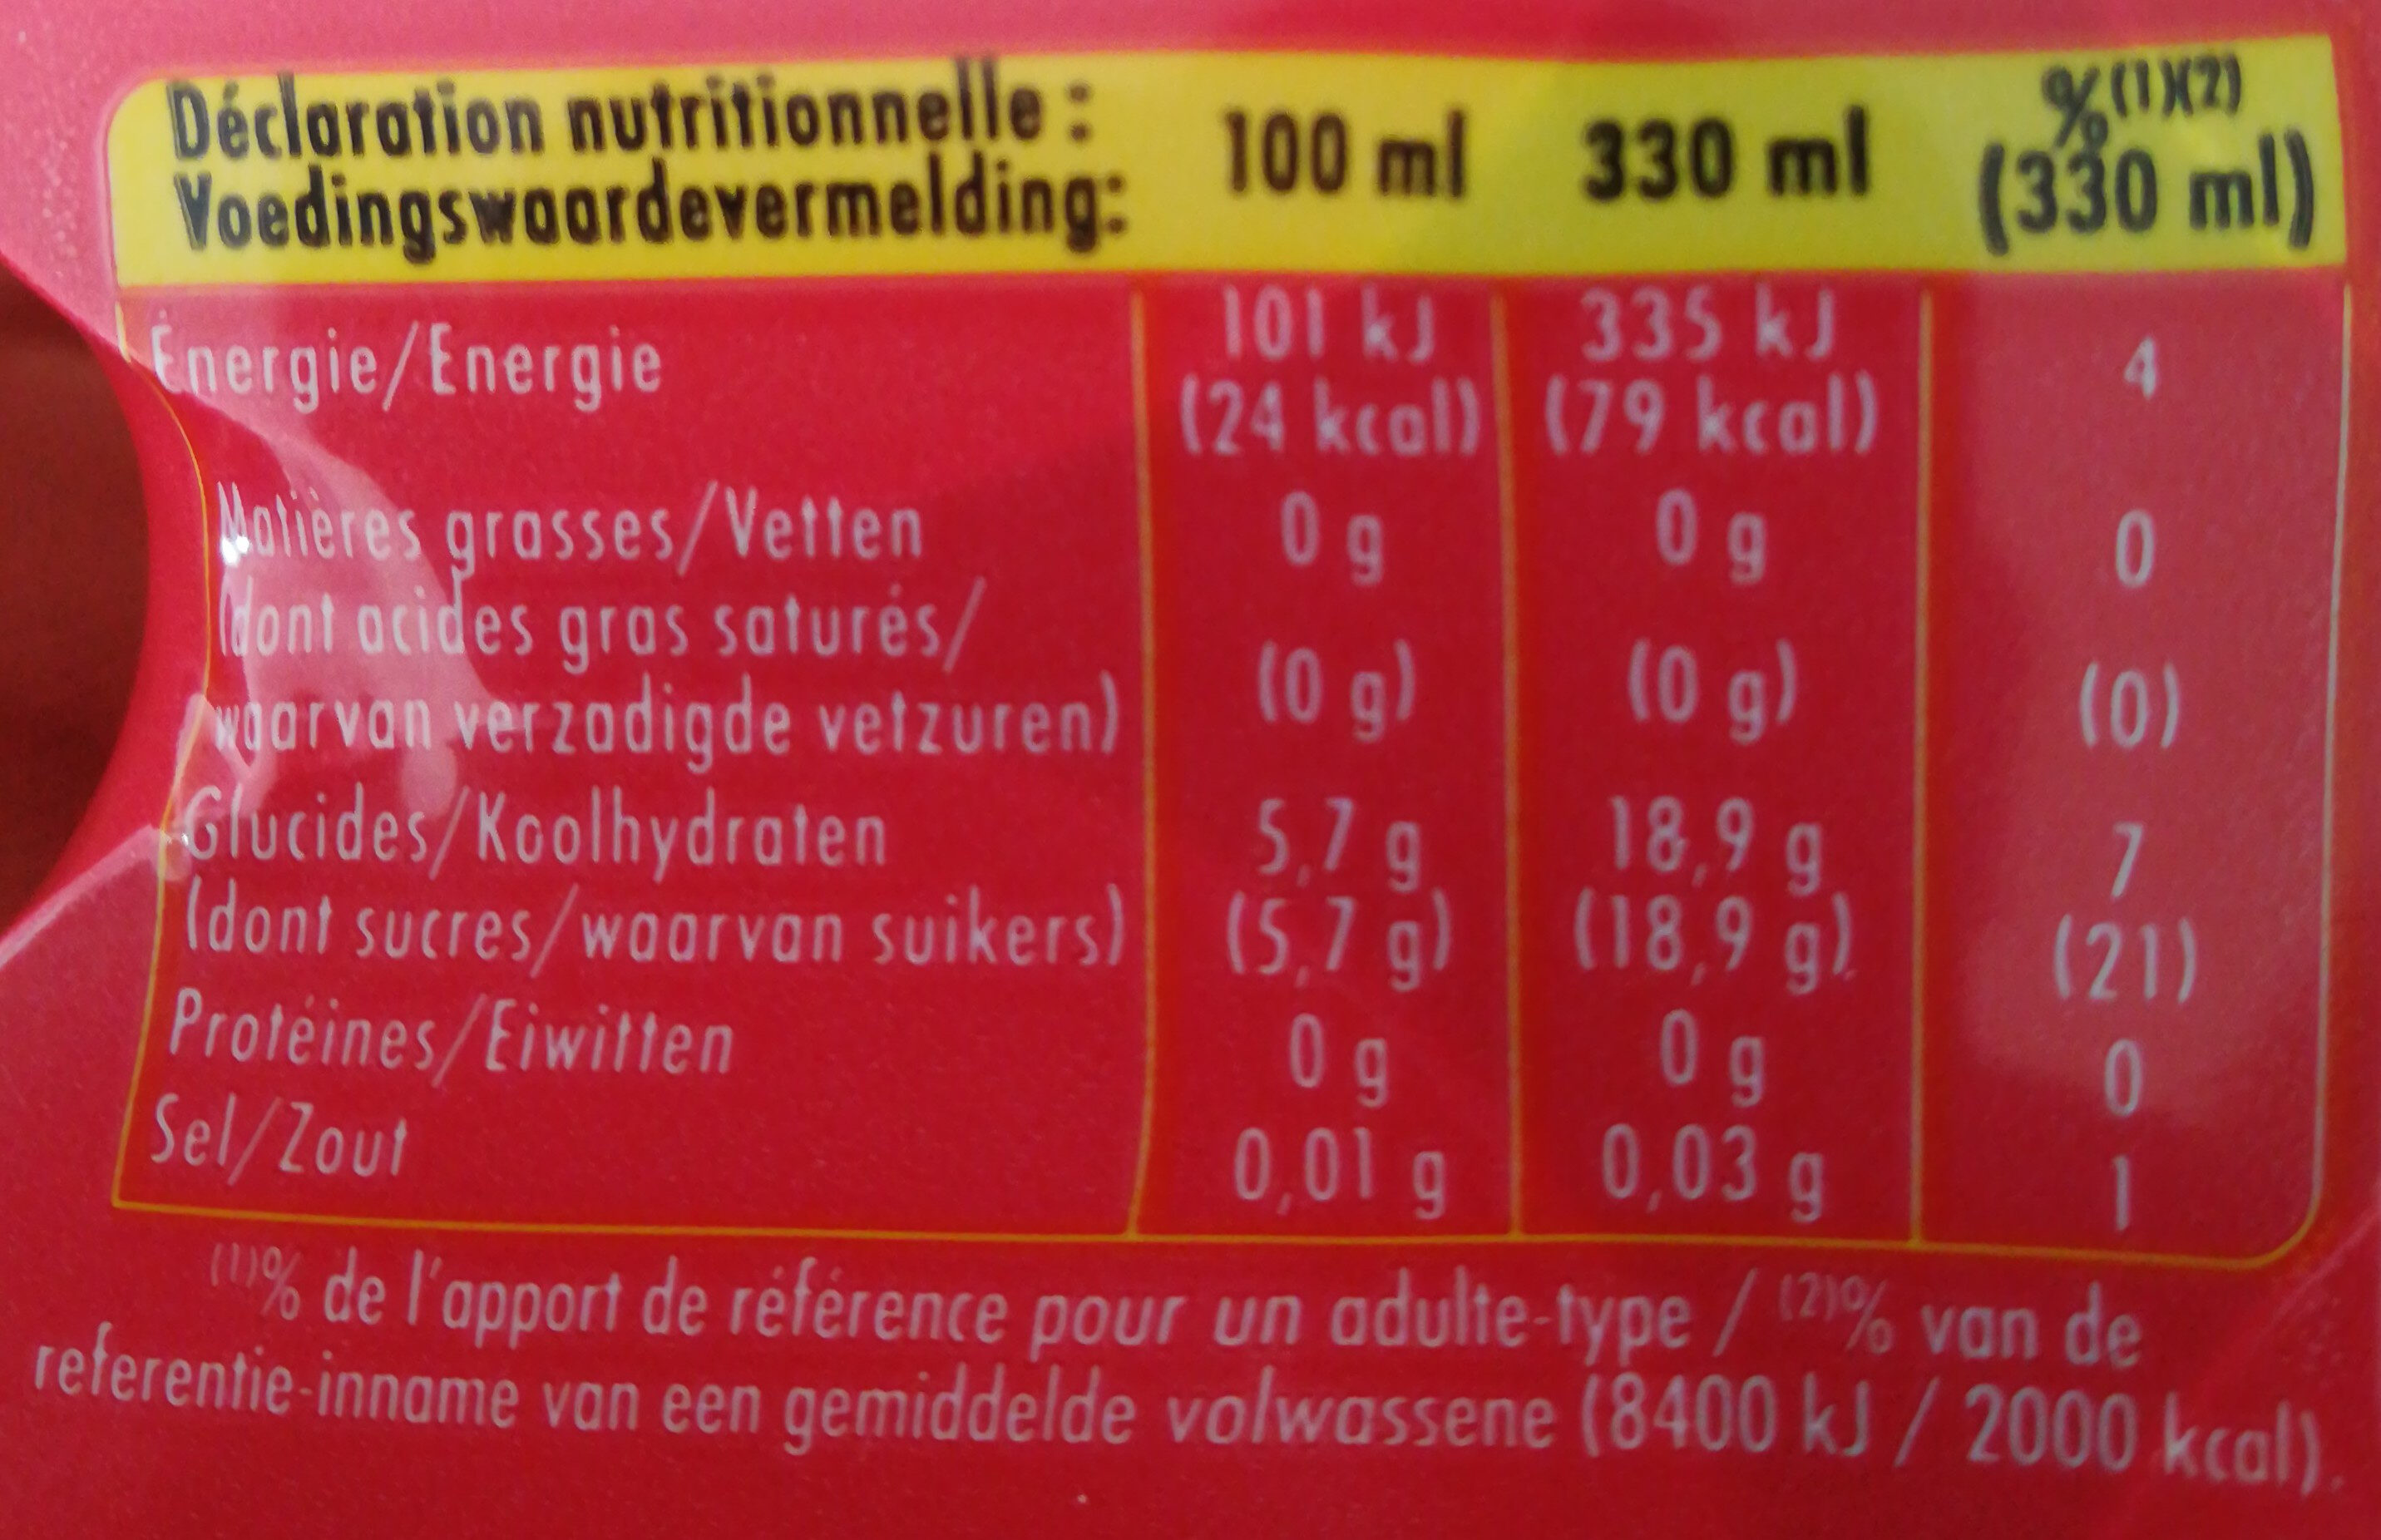 Déclaration nutritionnelle : 100 ml 330 ml %(1)(2) (330 ml)
Voedingswaardevermelding:
Énergie/Energie 101 kJ (24 kcal) 335 kJ (79 kcal) 4
Matières grasses/Vetten 0 g 0 g 0
(dont acides gras saturés/
waarvan verzadigde vetzuren) (0 g) (0 g) (0)
Glucides/Koolhydraten 5,7 g 18,9 g 7
(dont sucres/waarvan suikers) (5,7 g) (18,9 g) (21)
Protéines/Eiwitten 0 g 0 g 0
Sel/Zout 0,01 g 0,03 g 1
(1)% de l'apport de référence pour un adulte-type / (2)% van de
referentie-inname van een gemiddelde volwassene (8400 kJ / 2000 kcal).